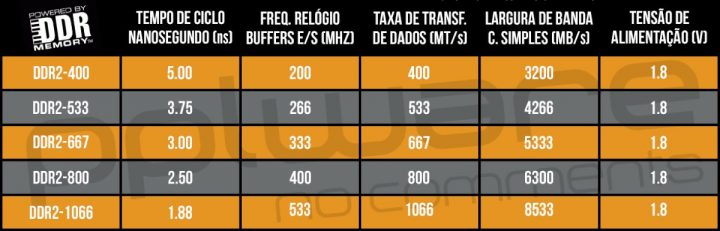 POWERED BY
DDR
MEMORY™
TEMPO DE CICLO
NANOSEGUNDO (ns)
FREQ. RELÓGIO
BUFFERS E/S (MHZ)
TAXA DE TRANSF.
DE DADOS (MT/s)
LARGURA DE BANDA
C. SIMPLES (MB/s)
TENSÃO DE
ALIMENTAÇÃO (V)
DDR2-400 5.00 200 400 3200 1.8
DDR2-533 3.75 266 533 4266 1.8
DDR2-667 3.00 333 667 5333 1.8
DDR2-800 2.50 400 800 6300 1.8
DDR2-1066 1.88 533 1066 8533 1.8
pplware
no comments